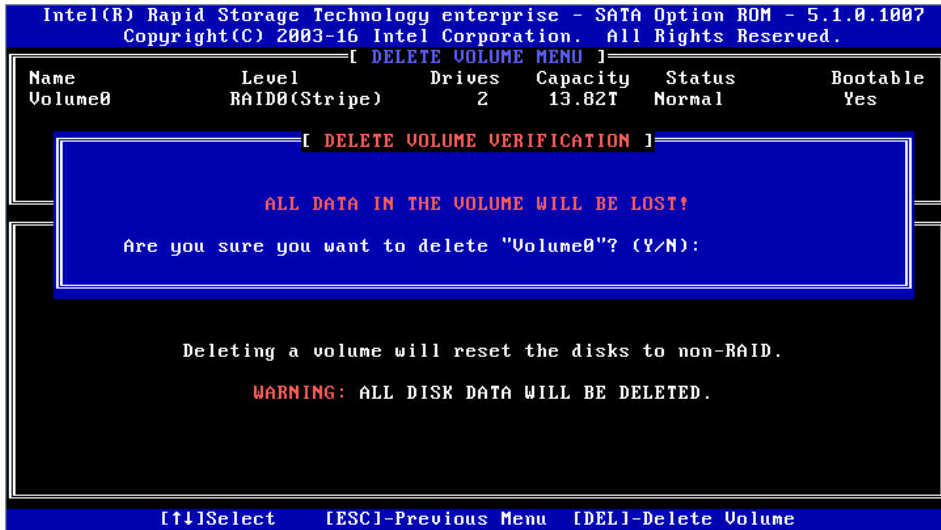 Intel(R) Rapid Storage Technology enterprise - SATA Option ROM - 5.1.0.1007
Copyright(C) 2003-16 Intel Corporation. All Rights Reserved.
[ DELETE VOLUME MENU ]
Name Level Drives Capacity Status Bootable
Volume0 RAID0(Stripe) 2 13.82T Normal Yes
[ DELETE VOLUME VERIFICATION ]
ALL DATA IN THE VOLUME WILL BE LOST!
Are you sure you want to delete "Volume0"? (Y/N):
Deleting a volume will reset the disks to non-RAID.
WARNING: ALL DISK DATA WILL BE DELETED.
[↑↓]Select [ESC]-Previous Menu [DEL]-Delete Volume